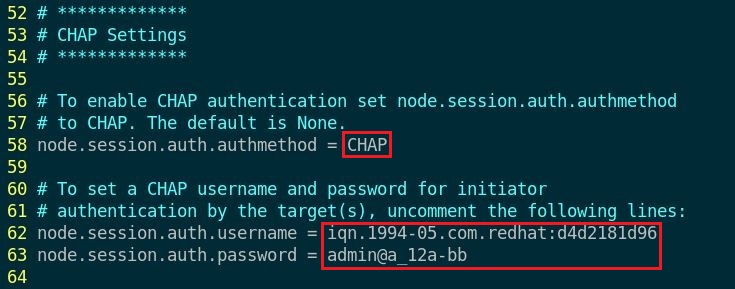 52 # *************
53 # CHAP Settings
54 # *************
55
56 # To enable CHAP authentication set node.session.auth.authmethod
57 # to CHAP. The default is None.
58 node.session.auth.authmethod = CHAP
59
60 # To set a CHAP username and password for initiator
61 # authentication by the target(s), uncomment the following lines:
62 node.session.auth.username = iqn.1994-05.com.redhat:d4d2181d96
63 node.session.auth.password = admin@a_12a-bb
64